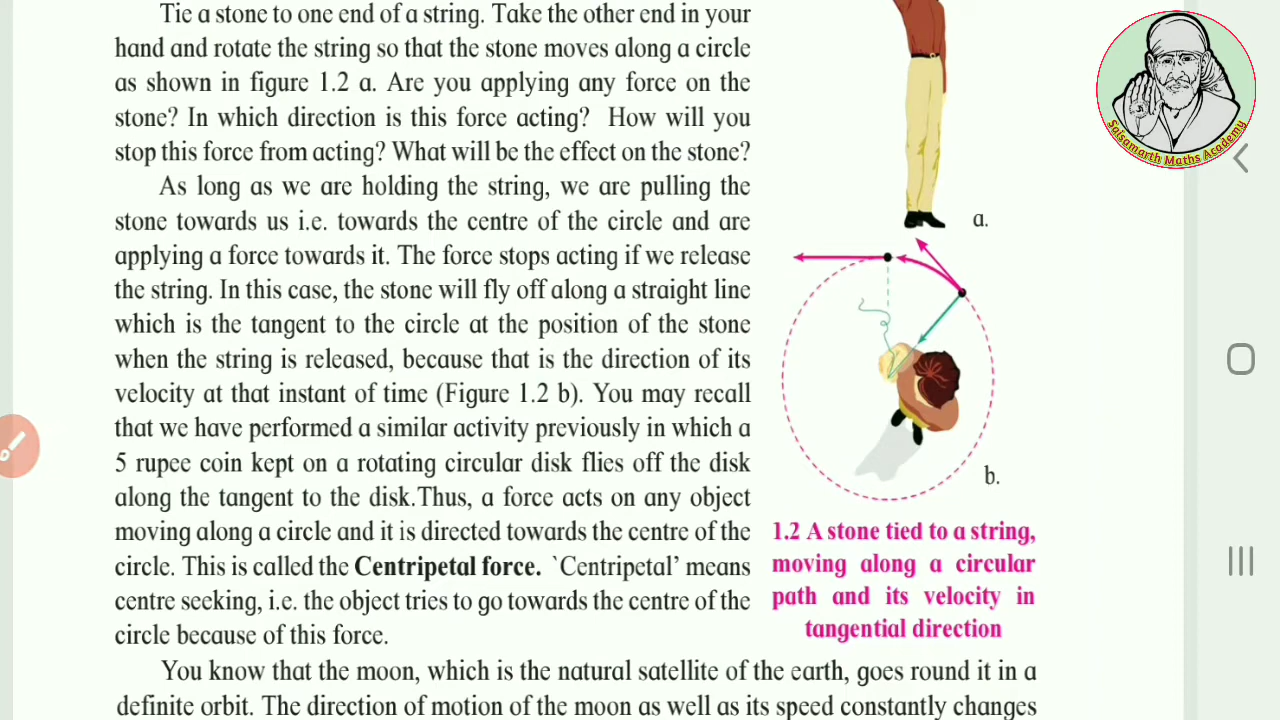 Tie a stone to one end of a string. Take the other end in your
hand and rotate the string so that the stone moves along a circle
as shown in figure 1.2 a. Are you applying any force on the
stone? In which direction is this force acting? How will you
stop this force from acting? What will be the effect on the stone?
As long as we are holding the string, we are pulling the
stone towards us i.e. towards the centre of the circle and are
applying a force towards it. The force stops acting if we release
the string. In this case, the stone will fly off along a straight line
which is the tangent to the circle at the position of the stone
when the string is released, because that is the direction of its
velocity at that instant of time (Figure 1.2 b). You may recall
that we have performed a similar activity previously in which a
5 rupee coin kept on a rotating circular disk flies off the disk
along the tangent to the disk.Thus, a force acts on any object
moving along a circle and it is directed towards the centre of the
circle. This is called the Centripetal force. `Centripetal' means
centre seeking, i.e. the object tries to go towards the centre of the
circle because of this force.
a.
b.
1.2 A stone tied to a string,
moving along a circular
path and its velocity in
tangential direction
You know that the moon, which is the natural satellite of the earth, goes round it in a
definite orbit. The direction of motion of the moon as well as its speed constantly changes
Saisamarth Maths Academy